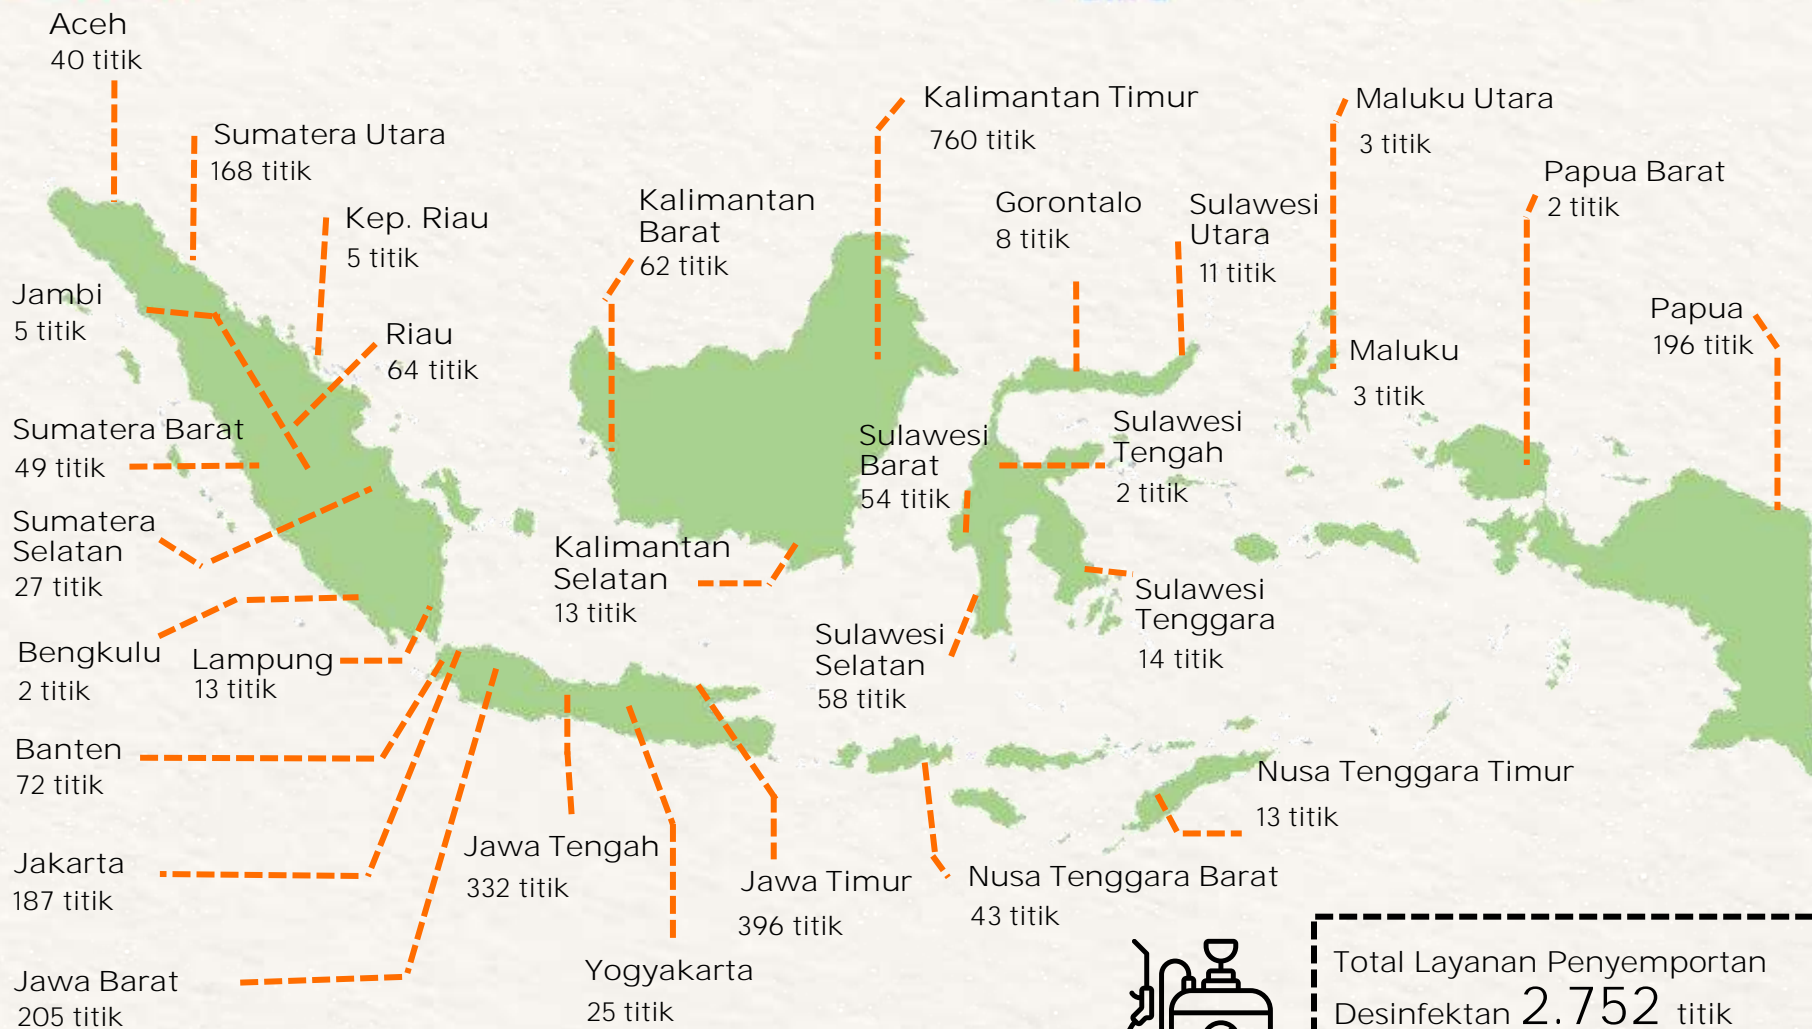 Aceh
40 titik
Sumatera Utara
168 titik
Kep. Riau
5 titik
Jambi
5 titik
Riau
64 titik
Sumatera Barat
49 titik
Sumatera
Selatan
27 titik
Bengkulu
2 titik
Lampung
13 titik
Banten
72 titik
Jakarta
187 titik
Jawa Barat
205 titik
Jawa Tengah
332 titik
Yogyakarta
25 titik
Jawa Timur
396 titik
Kalimantan
Barat
62 titik
Kalimantan Timur
760 titik
Kalimantan
Selatan
13 titik
Gorontalo
8 titik
Sulawesi
Utara
11 titik
Sulawesi
Barat
54 titik
Sulawesi
Tengah
2 titik
Sulawesi
Selatan
58 titik
Sulawesi
Tenggara
14 titik
Nusa Tenggara Barat
43 titik
Nusa Tenggara Timur
13 titik
Maluku Utara
3 titik
Maluku
3 titik
Papua Barat
2 titik
Papua
196 titik
Total Layanan Penyemportan
Desinfektan 2.752 titik